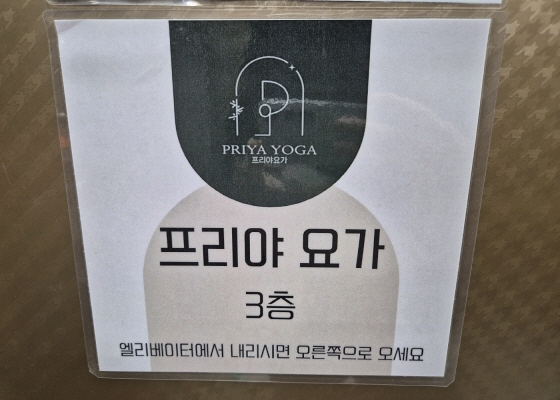 PRIYA YOGA
프리야요가
프리야 요가
3층
엘리베이터에서 내리시면 오른쪽으로 오세요